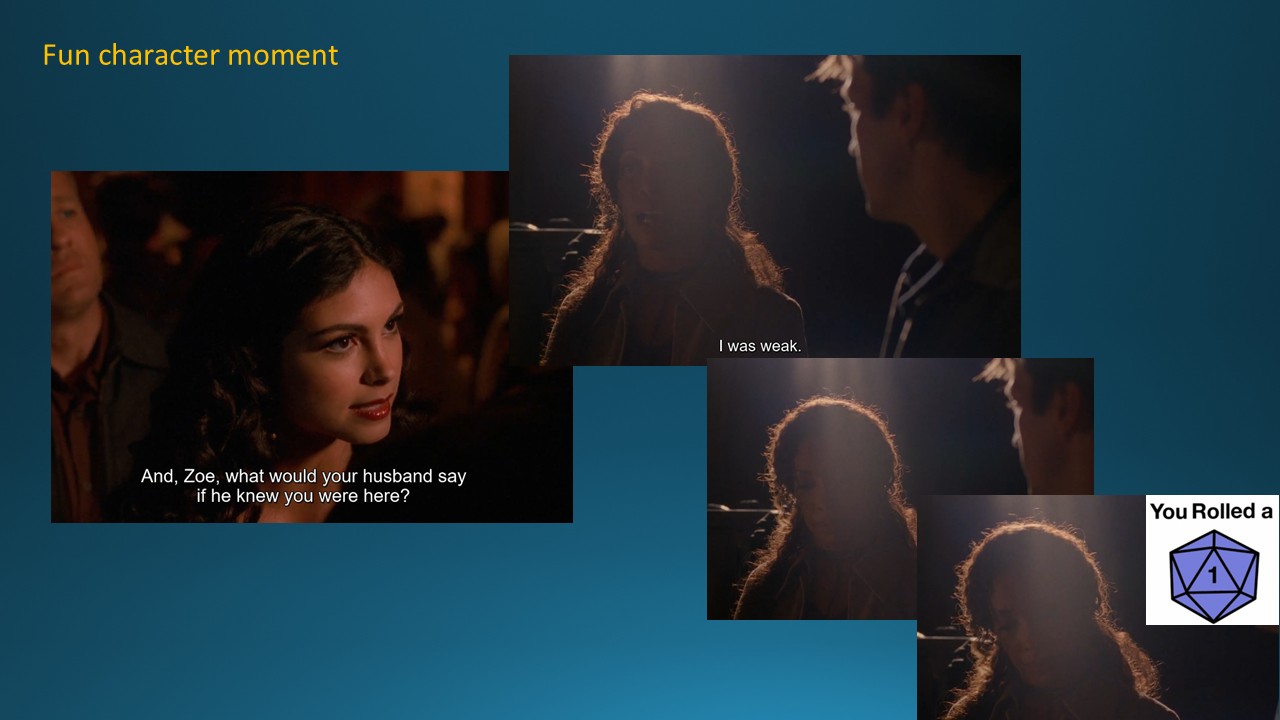 Fun character moment
I was weak.
And, Zoe, what would your husband say
if he knew you were here?
You Rolled a
1